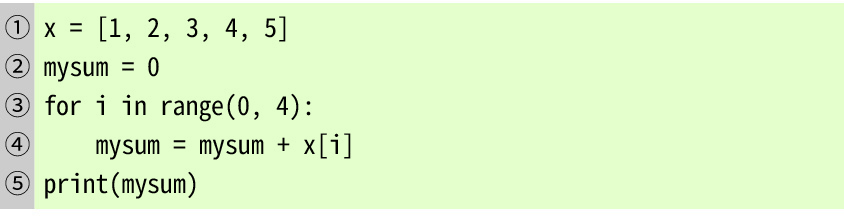 ① x = [1, 2, 3, 4, 5]
② mysum = 0
③ for i in range(0, 4):
④     mysum = mysum + x[i]
⑤ print(mysum)